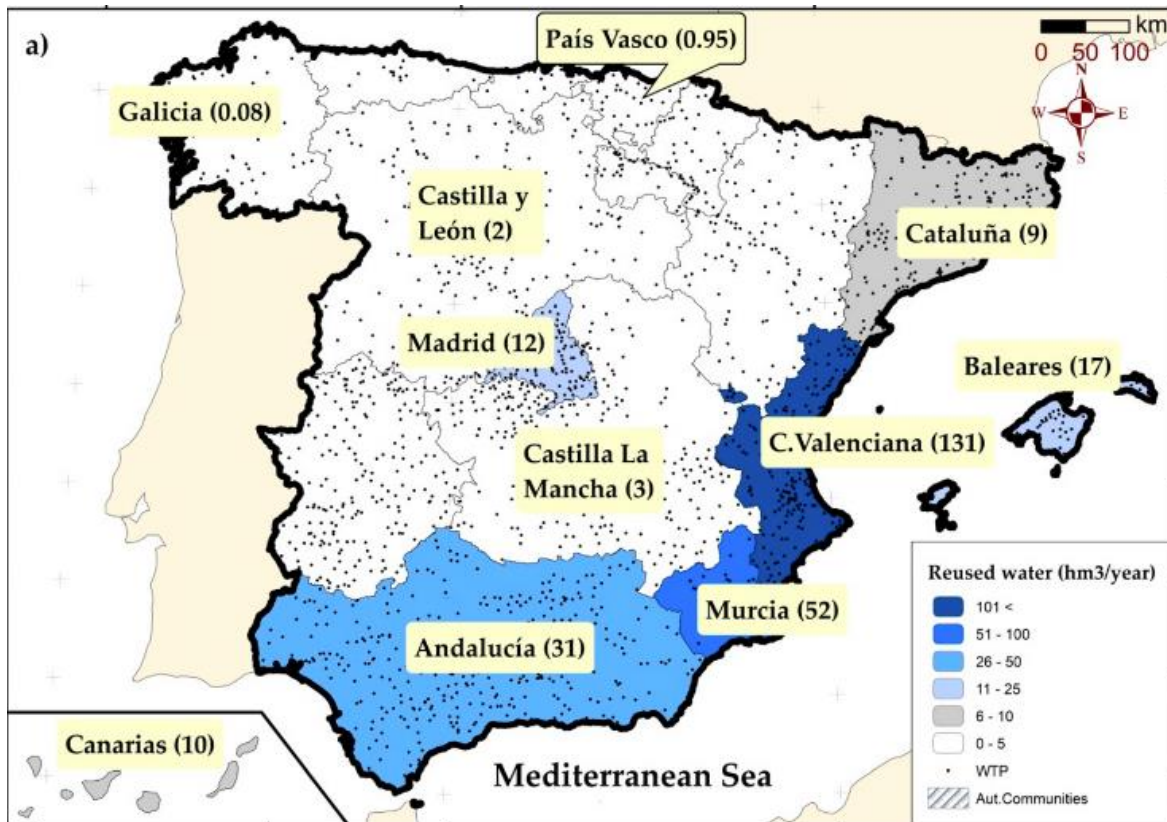 a)
País Vasco (0.95)
km
0 50 100
N
W E
S
Galicia (0.08)
Castilla y
León (2)
Cataluña (9)
Madrid (12)
Baleares (17)
C.Valenciana (131)
Castilla La
Mancha (3)
Murcia (52)
Andalucía (31)
Canarias (10)
Mediterranean Sea
Reused water (hm3/year)
101 <
51 - 100
26 - 50
11 - 25
6 - 10
0 - 5
WTP
Aut.Communities